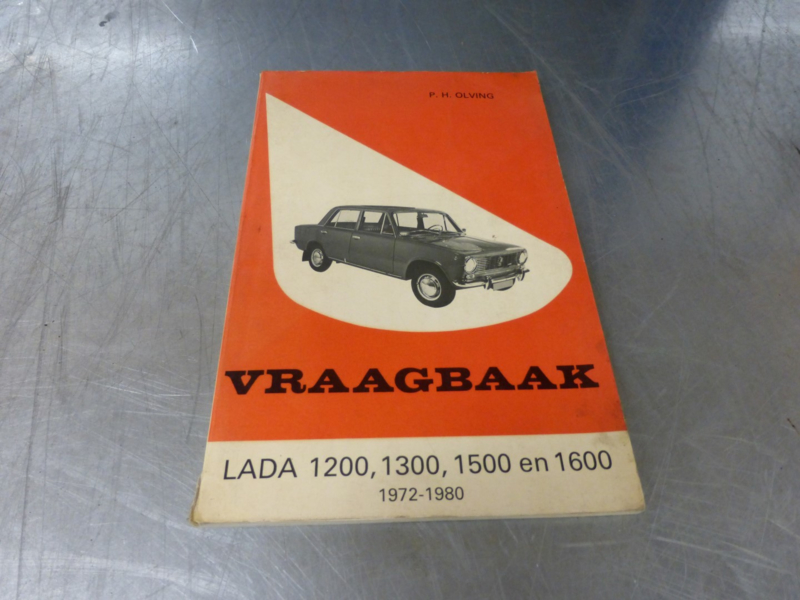 P. H. OLVING
VRAAGBAAK
LADA 1200, 1300, 1500 en 1600
1972-1980